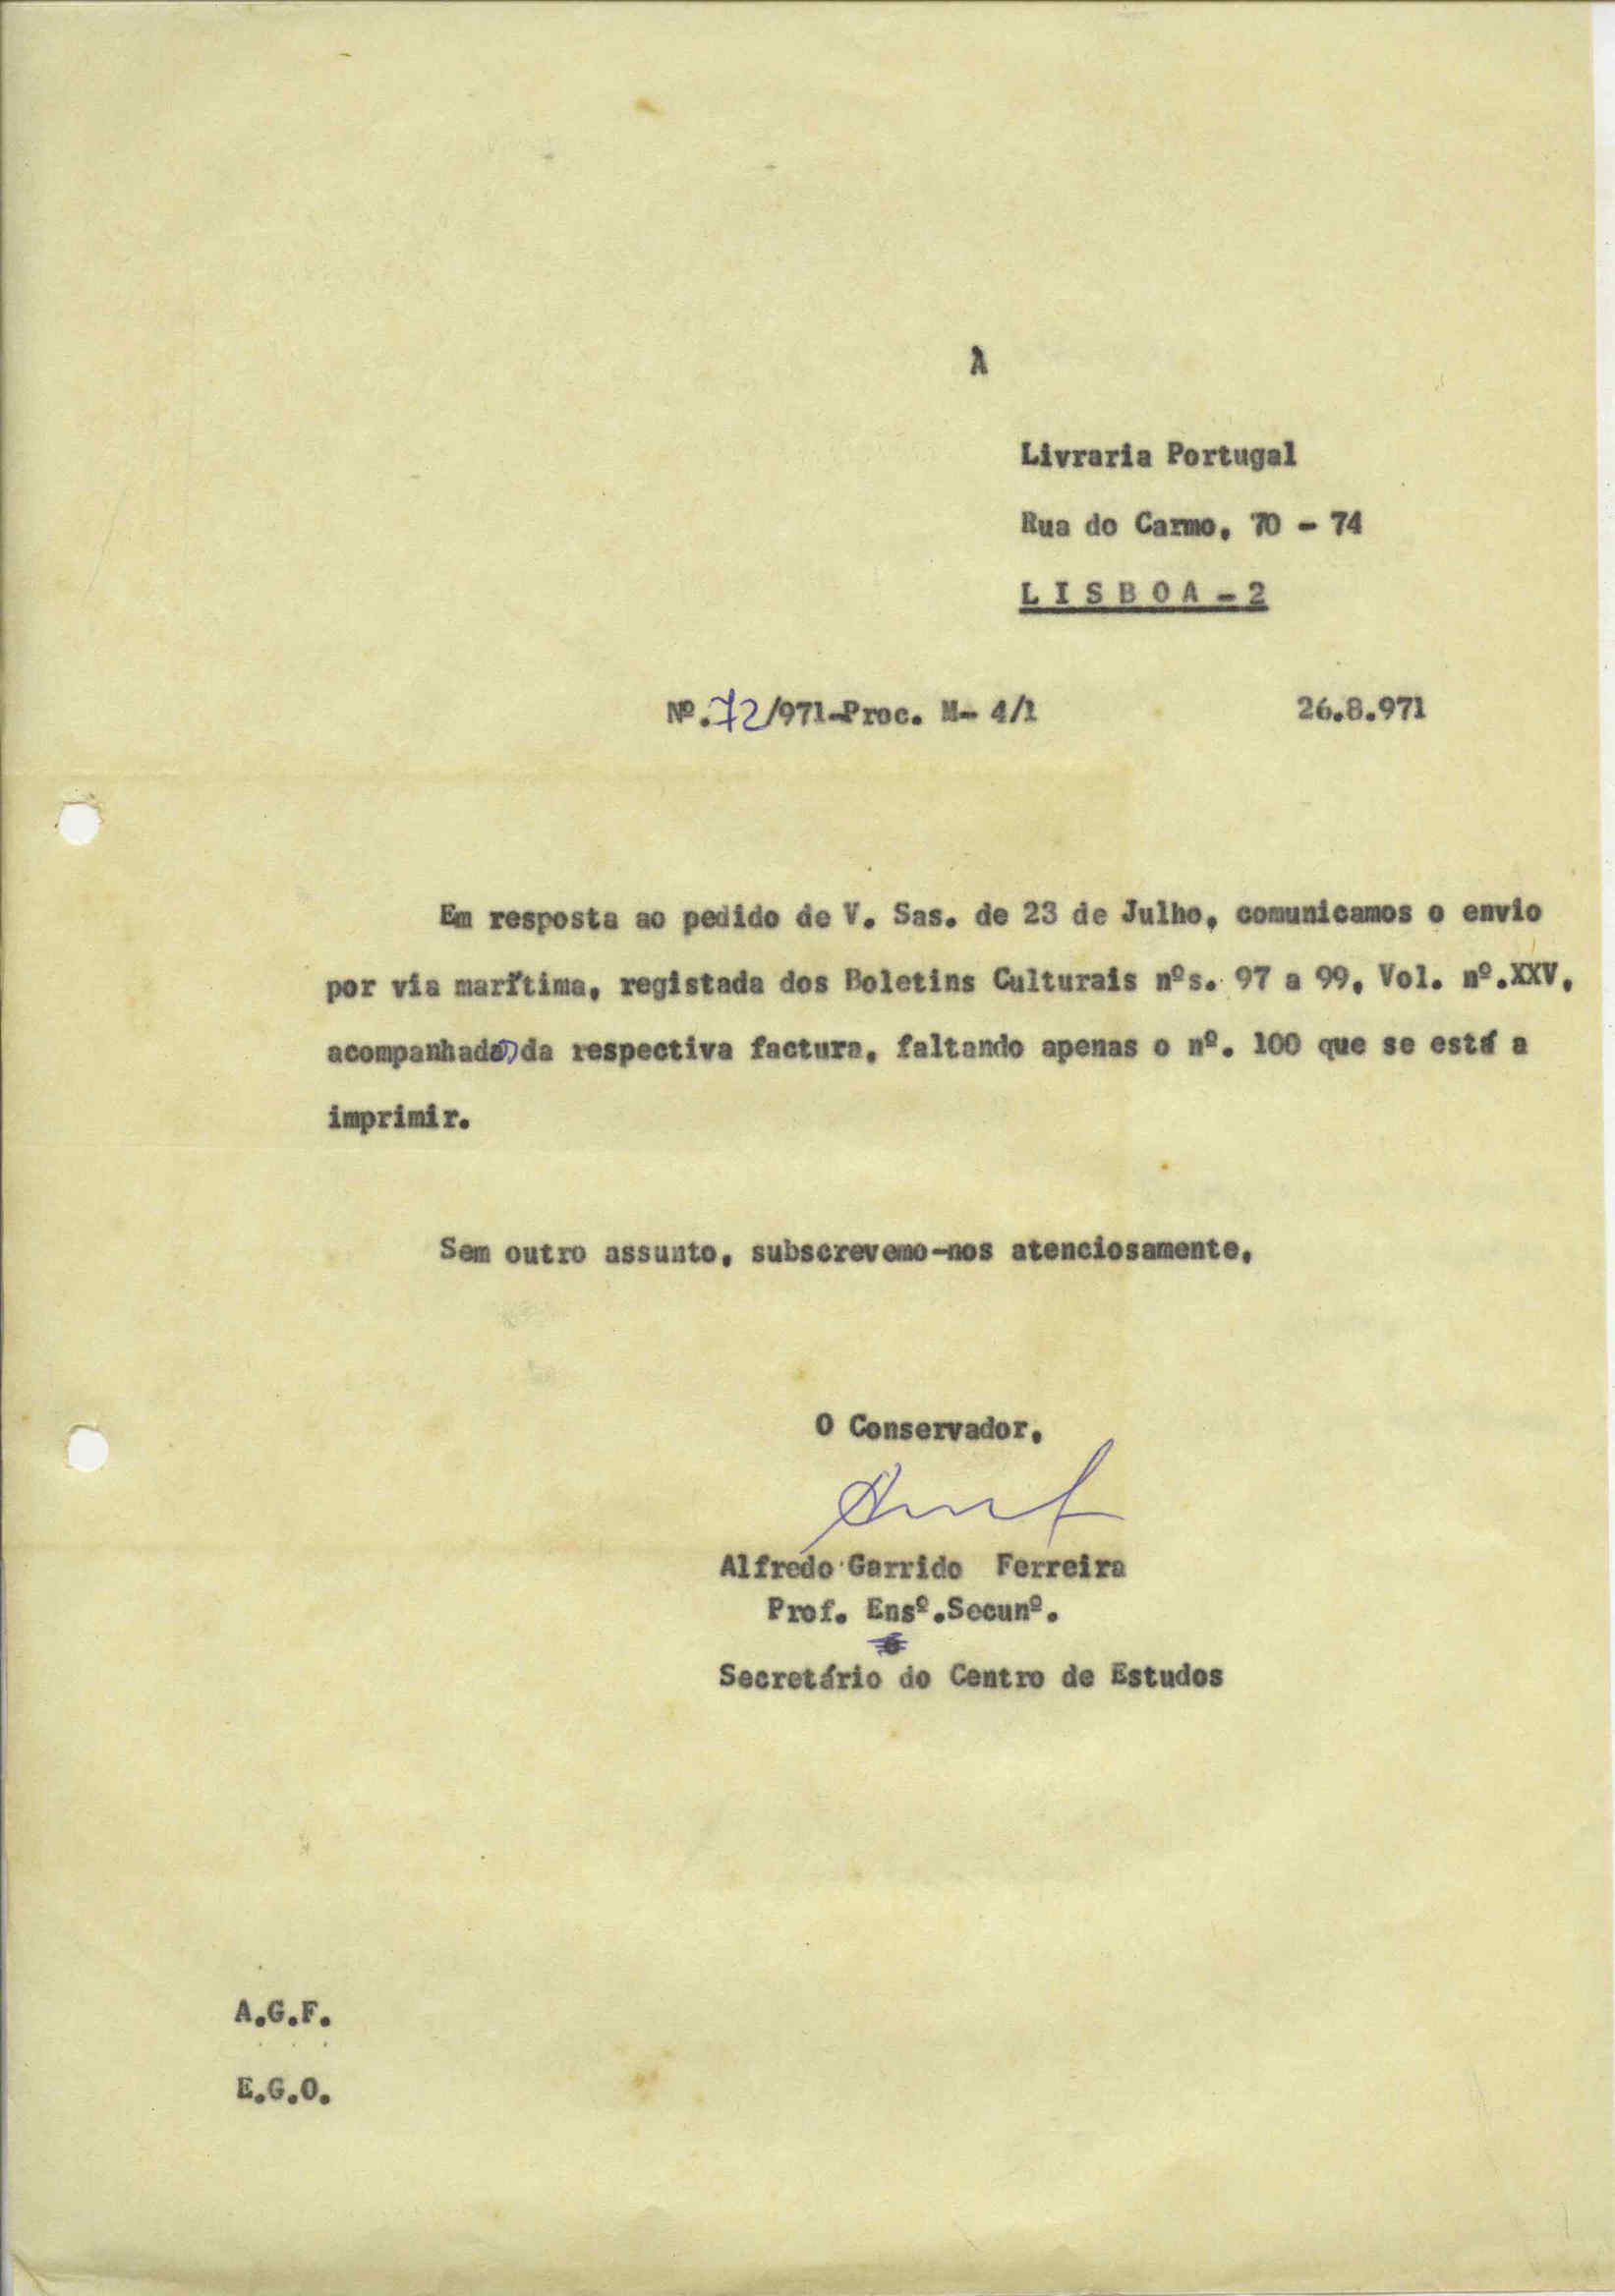 À
Livraria Portugal
Rua do Carmo, 70 - 74
L I S B O A - 2
Nº.72/971-Proc. M- 4/1 26.8.971
Em resposta ao pedido de V. Sas. de 23 de Julho, comunicamos o envio
por via marítima, registada dos Boletins Culturais nºs. 97 a 99, Vol. nº.XXV,
acompanhados da respectiva factura, faltando apenas o nº. 100 que se está a
imprimir.
Sem outro assunto, subscrevemo-nos atenciosamente,
O Conservador,
Alfredo Garrido Ferreira
Prof. Ensº.Secunº.
Secretário do Centro de Estudos
A.G.F.
E.G.O.